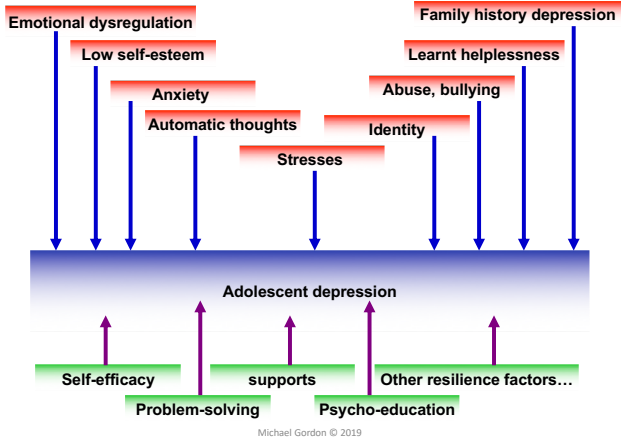 Emotional dysregulation
Family history depression
Low self-esteem
Learnt helplessness
Anxiety
Abuse, bullying
Automatic thoughts
Identity
Stresses
Adolescent depression
Self-efficacy
supports
Other resilience factors…
Problem-solving
Psycho-education
Michael Gordon © 2019